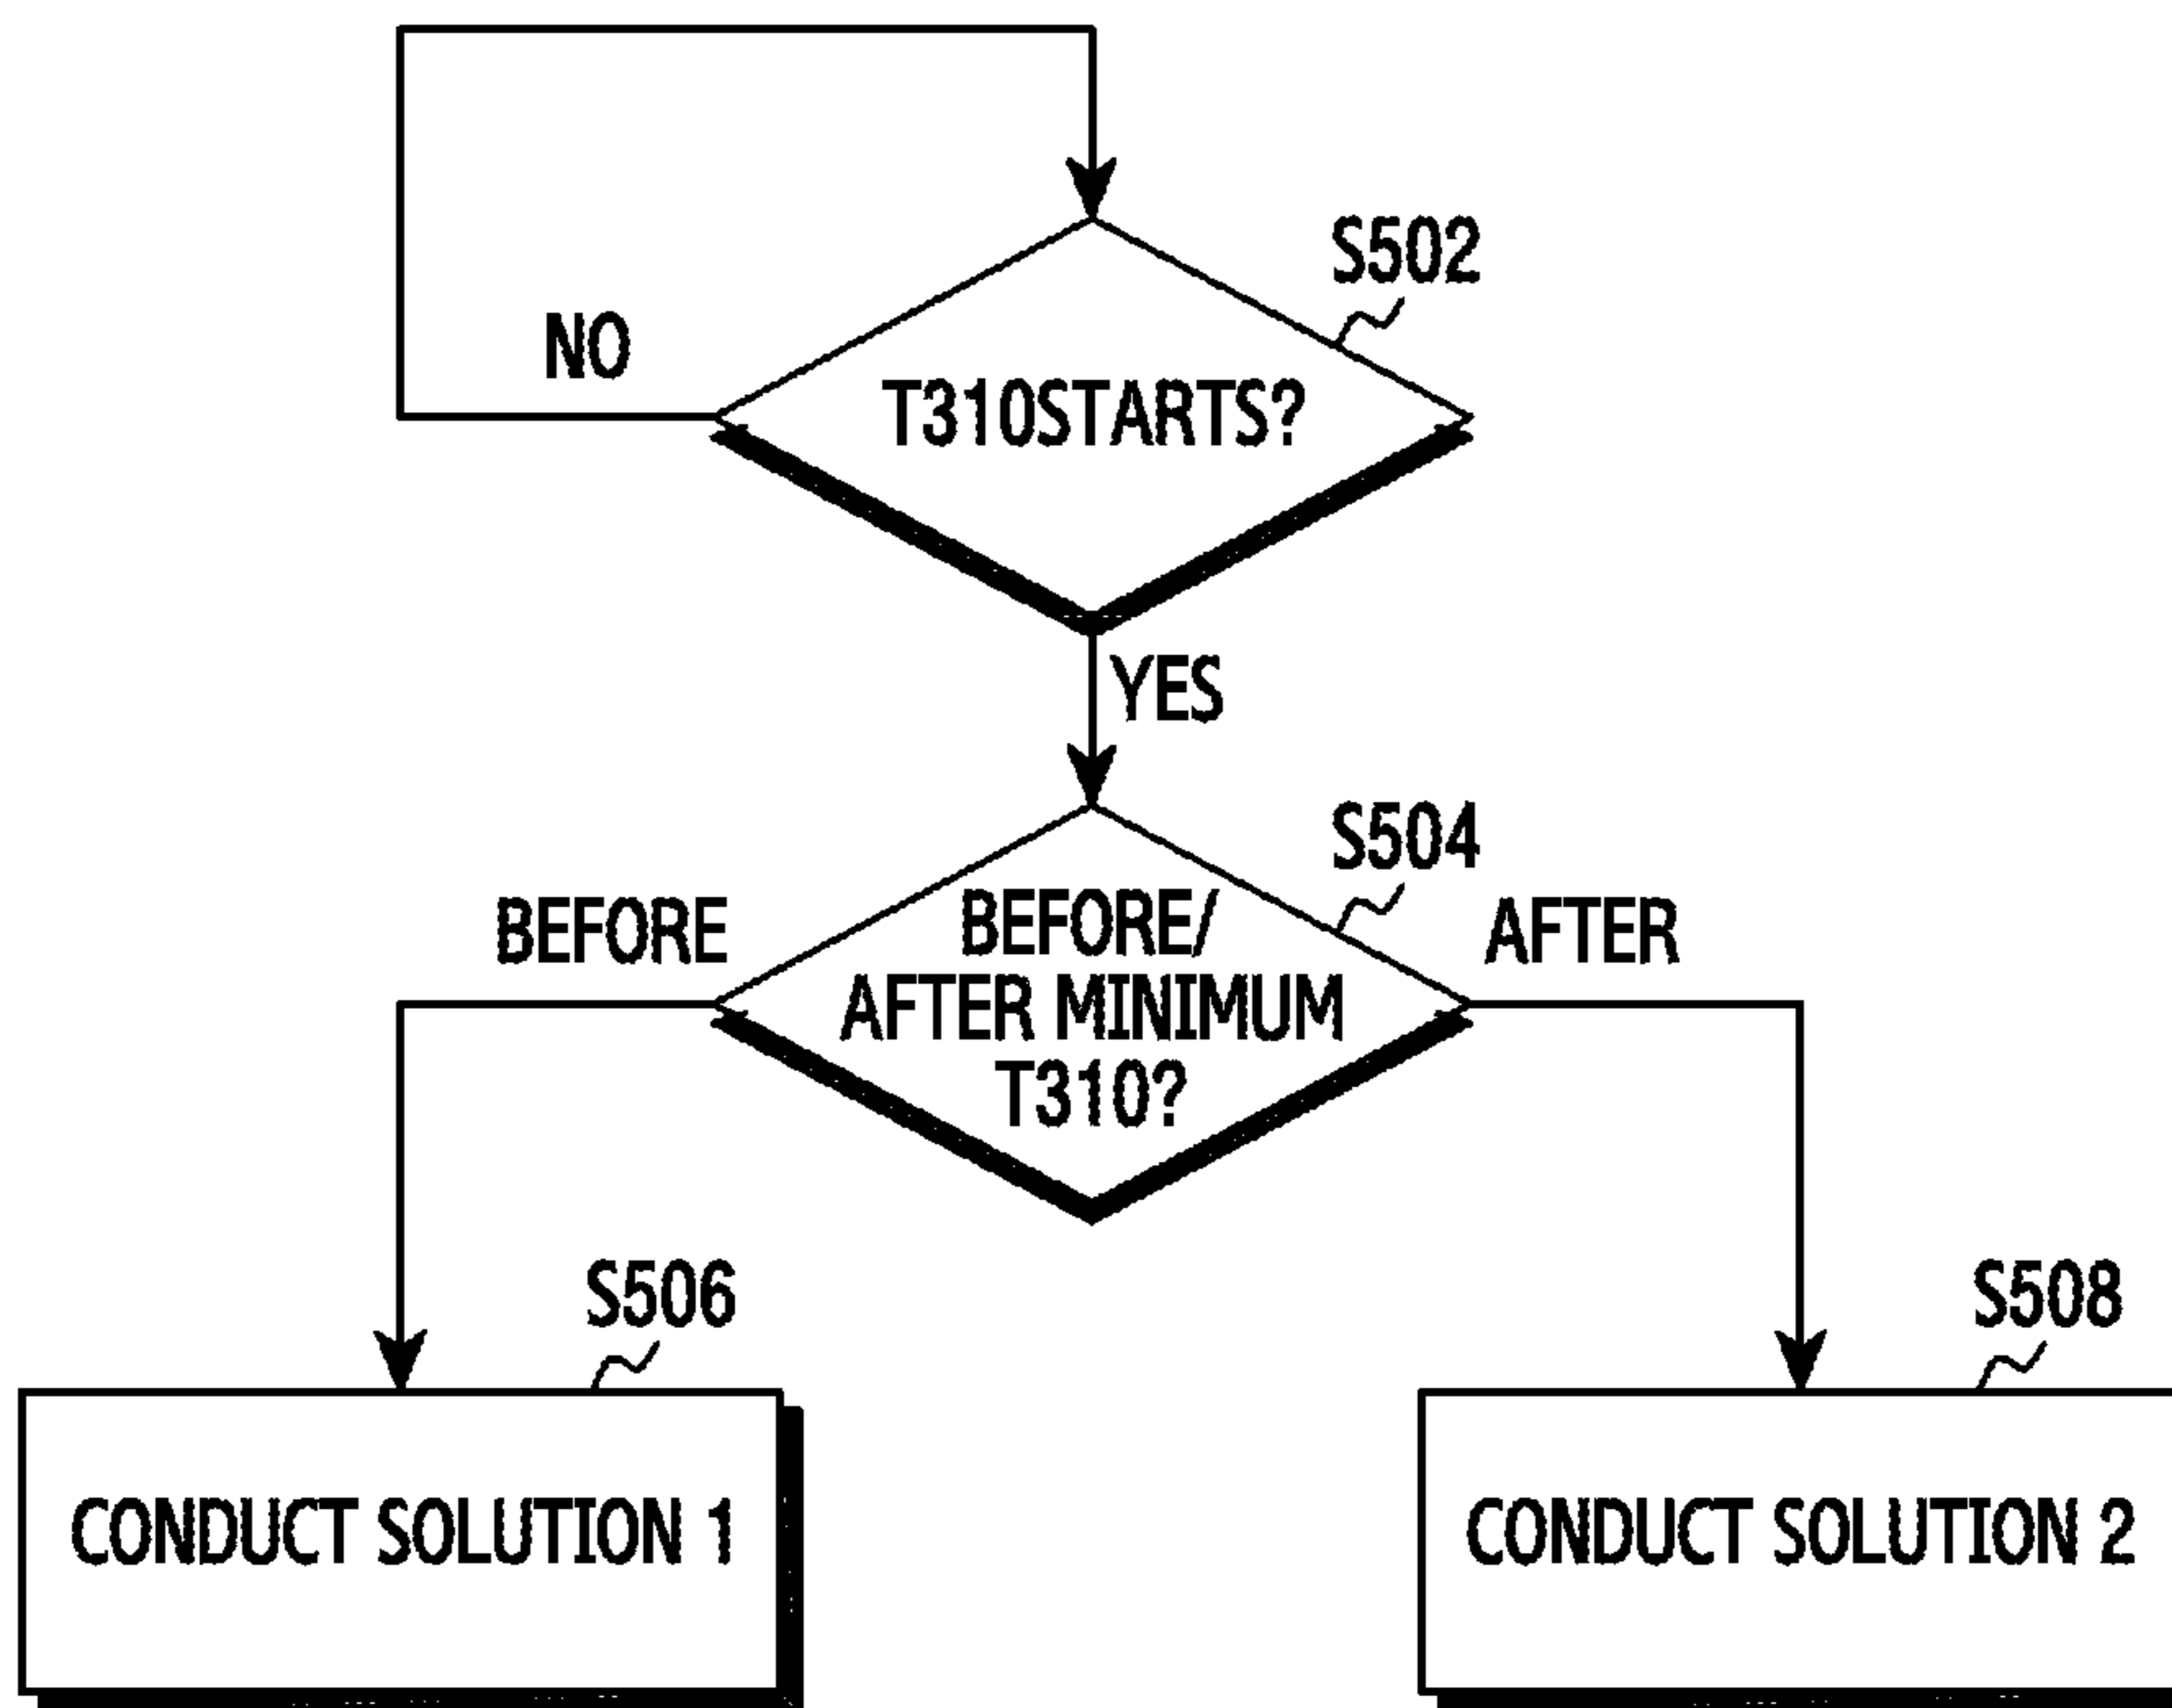 S502
NO
T310STARTS?
YES
S504
BEFORE
BEFORE/
AFTER MINIMUM
T310?
AFTER
S506
S508
CONDUCT SOLUTION 1
CONDUCT SOLUTION 2